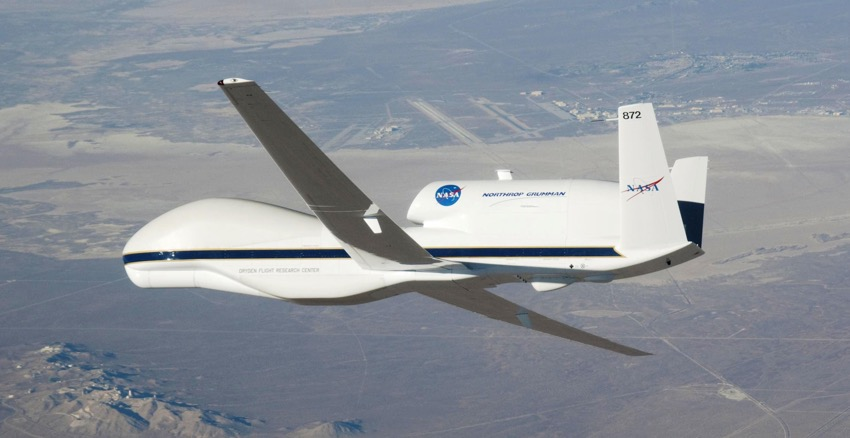 872
NASA
NORTHROP GRUMMAN
NASA
DRYDEN FLIGHT RESEARCH CENTER